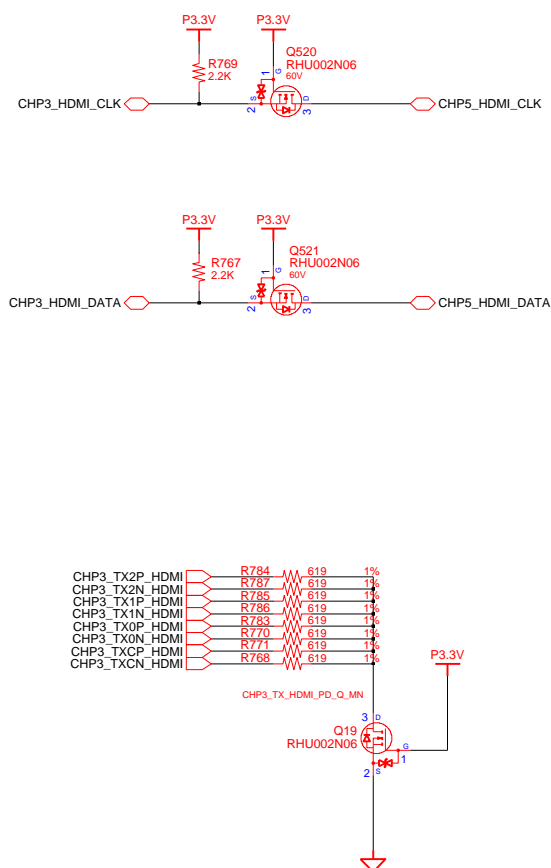 P3.3V P3.3V
R769
2.2K
Q520
RHU002N06
60V
1 G
CHP3_HDMI_CLK
2 S
3 D
CHP5_HDMI_CLK
P3.3V P3.3V
R767
2.2K
Q521
RHU002N06
60V
1 G
CHP3_HDMI_DATA
2 S
3 D
CHP5_HDMI_DATA
CHP3_TX2P_HDMI R784 619 1%
CHP3_TX2N_HDMI R787 619 1%
CHP3_TX1P_HDMI R785 619 1%
CHP3_TX1N_HDMI R786 619 1%
CHP3_TX0P_HDMI R783 619 1%
CHP3_TX0N_HDMI R770 619 1%
CHP3_TXCP_HDMI R771 619 1%
CHP3_TXCN_HDMI R768 619 1%
P3.3V
CHP3_TX_HDMI_PD_Q_MN
3 D
Q19
RHU002N06
G
1
2 S